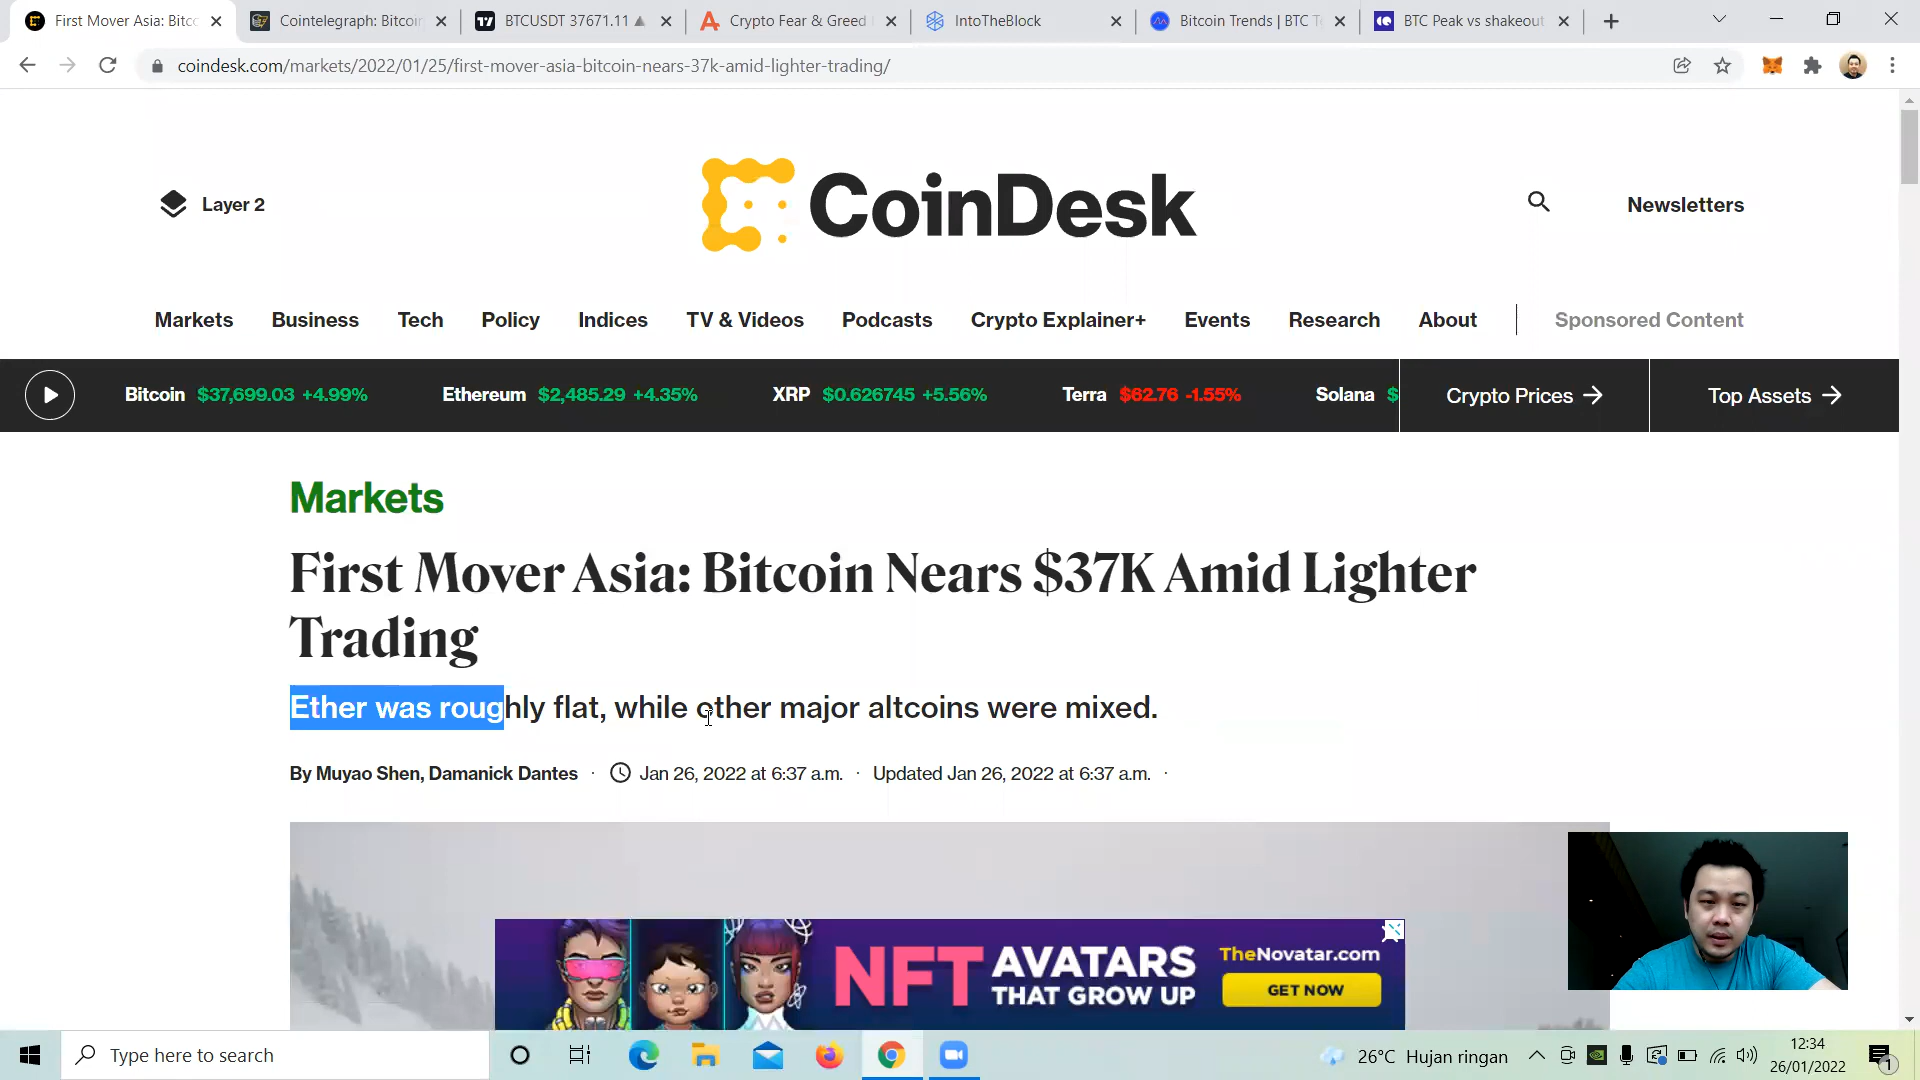 First Mover Asia: Bitc
Cointelegraph: Bitcoin
BTCUSDT 37671.11
Crypto Fear & Greed
IntoTheBlock
Bitcoin Trends | BTC T
BTC Peak vs shakeout
coindesk.com/markets/2022/01/25/first-mover-asia-bitcoin-nears-37k-amid-lighter-trading/
Layer 2
CoinDesk
Newsletters
Markets Business Tech Policy Indices TV & Videos Podcasts Crypto Explainer+ Events Research About Sponsored Content
Bitcoin $37,699.03 +4.99% Ethereum $2,485.29 +4.35% XRP $0.626745 +5.56% Terra $62.76 -1.55% Solana $ Crypto Prices → Top Assets →
Markets
First Mover Asia: Bitcoin Nears $37K Amid Lighter
Trading
Ether was roughly flat, while other major altcoins were mixed.
By Muyao Shen, Damanick Dantes · Jan 26, 2022 at 6:37 a.m. · Updated Jan 26, 2022 at 6:37 a.m. ·
NFT
AVATARS
THAT GROW UP
TheNovatar.com
GET NOW
Type here to search
26°C Hujan ringan
12:34
26/01/2022
1